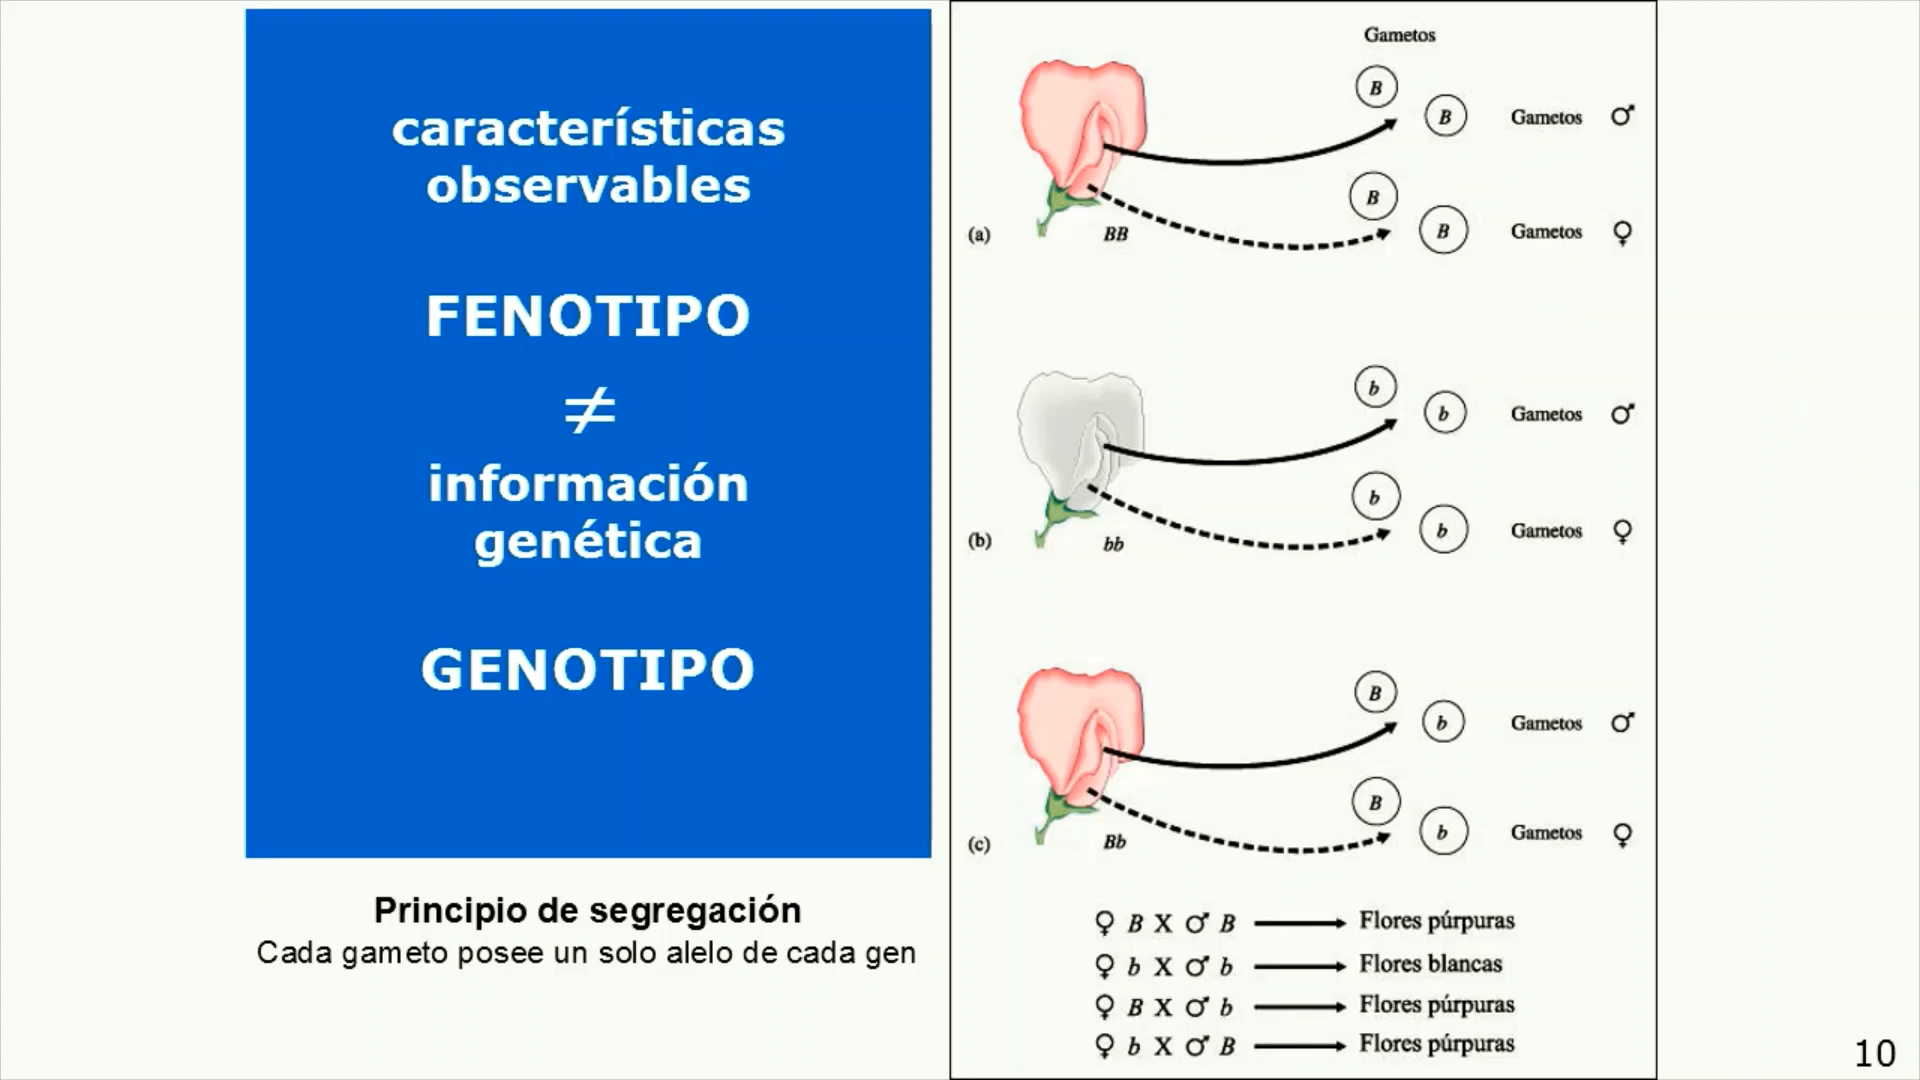 características
observables
FENOTIPO
≠
información
genética
GENOTIPO
Principio de segregación
Cada gameto posee un solo alelo de cada gen
Gametos
B
B Gametos ♂
B
B Gametos ♀
(a) BB
b
b Gametos ♂
b
b Gametos ♀
(b) bb
B
b Gametos ♂
B
b Gametos ♀
(c) Bb
♀ B X ♂ B ⟶ Flores púrpuras
♀ b X ♂ b ⟶ Flores blancas
♀ B X ♂ b ⟶ Flores púrpuras
♀ b X ♂ B ⟶ Flores púrpuras
10